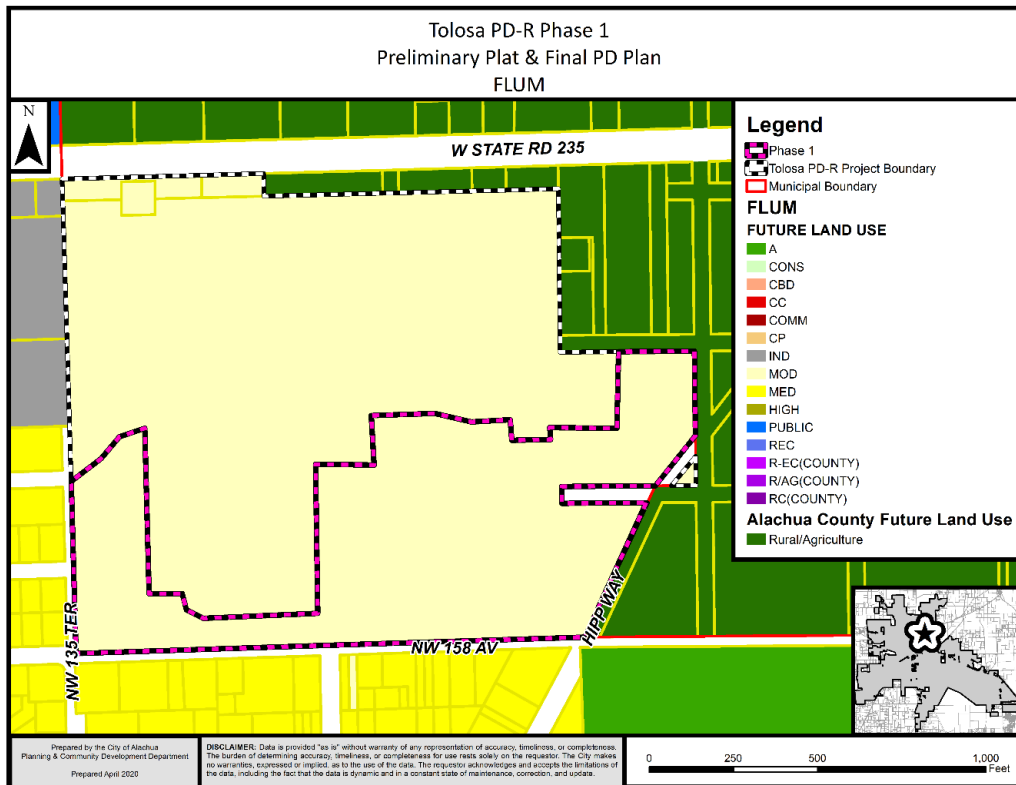 Tolosa PD-R Phase 1
Preliminary Plat & Final PD Plan
FLUM
N
W STATE RD 235
NW 135 TER
HIPP WAY
NW 158 AV
Legend
Phase 1
Tolosa PD-R Project Boundary
Municipal Boundary
FLUM
FUTURE LAND USE
A
CONS
CBD
CC
COMM
CP
IND
MOD
MED
HIGH
PUBLIC
REC
R-EC(COUNTY)
R/AG(COUNTY)
RC(COUNTY)
Alachua County Future Land Use
Rural/Agriculture
Prepared by the City of Alachua
Planning & Community Development Department
Prepared April 2020
DISCLAIMER: Data is provided "as is" without warranty of any representation of accuracy, timeliness, or completeness.
The burden of determining accuracy, timeliness, or completeness for use rests solely on the requestor. The City makes
no warranties, expressed or implied, as to the use of the data. The requestor acknowledges and accepts the limitations of
the data, including the fact that the data is dynamic and in a constant state of maintenance, correction, and update.
0 250 500 1,000
Feet